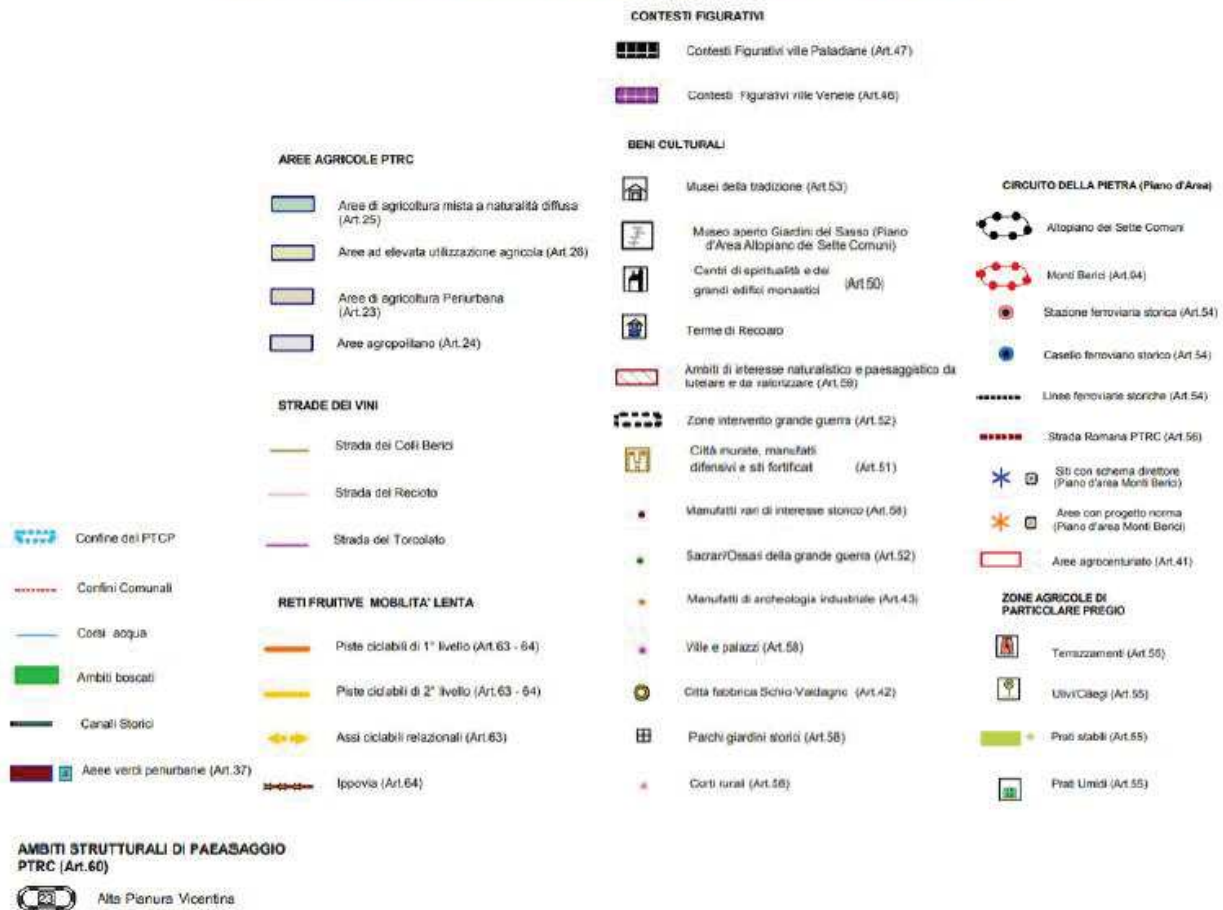 CONTESTI FIGURATIVI
Contesti Figurativi ville Palladiane (Art.47)
Contesti Figurativi ville Venete (Art.46)
AREE AGRICOLE PTRC
Aree di agricoltura mista a naturalità diffusa
(Art.25)
Aree ad elevata utilizzazione agricola (Art.26)
Aree di agricoltura Periurbana
(Art.23)
Aree agropolitano (Art.24)
STRADE DEI VINI
Strada dei Colli Berici
Strada del Recioto
Strada del Torcolato
RETI FRUITIVE MOBILITA' LENTA
Piste ciclabili di 1° livello (Art.63 - 64)
Piste ciclabili di 2° livello (Art.63 - 64)
Assi ciclabili relazionali (Art.63)
Ippovia (Art.64)
Confine del PTCP
Confini Comunali
Corsi acqua
Ambiti boscati
Canali Storici
Aeee verdi periurbane (Art.37)
BENI CULTURALI
Musei della tradizione (Art.53)
Museo aperto Giardini del Sasso (Piano
d'Area Altopiano dei Sette Comuni)
Centri di spiritualità e dei
grandi edifici monastici (Art.50)
Terme di Recoaro
Ambiti di interesse naturalistico e paesaggistico da
tutelare e da valorizzare (Art.59)
Zone intervento grande guerra (Art.52)
Città murate, manufatti
difensivi e siti fortificati (Art.51)
Manufatti vari di interesse storico (Art.58)
Sacrari/Ossari della grande guerra (Art.52)
Manufatti di archeologia industriale (Art.43)
Ville e palazzi (Art.58)
Città fabbrica Schio-Valdagno (Art.42)
Parchi giardini storici (Art.58)
Corti rurali (Art.56)
CIRCUITO DELLA PIETRA (Piano d'Area)
Altopiano dei Sette Comuni
Monti Berici (Art.94)
Stazione ferroviaria storica (Art.54)
Casello ferroviario storico (Art.54)
Linee ferroviarie storiche (Art.54)
Strada Romana PTRC (Art.56)
Siti con schema direttore
(Piano d'area Monti Berici)
Aree con progetto norma
(Piano d'area Monti Berici)
Aree agrocenturiato (Art.41)
ZONE AGRICOLE DI
PARTICOLARE PREGIO
Terrazzamenti (Art.55)
Ulivi/Ciliegi (Art.55)
Prati stabili (Art.55)
Prati Umidi (Art.55)
AMBITI STRUTTURALI DI PAEASAGGIO
PTRC (Art.60)
23 Alta Pianura Vicentina